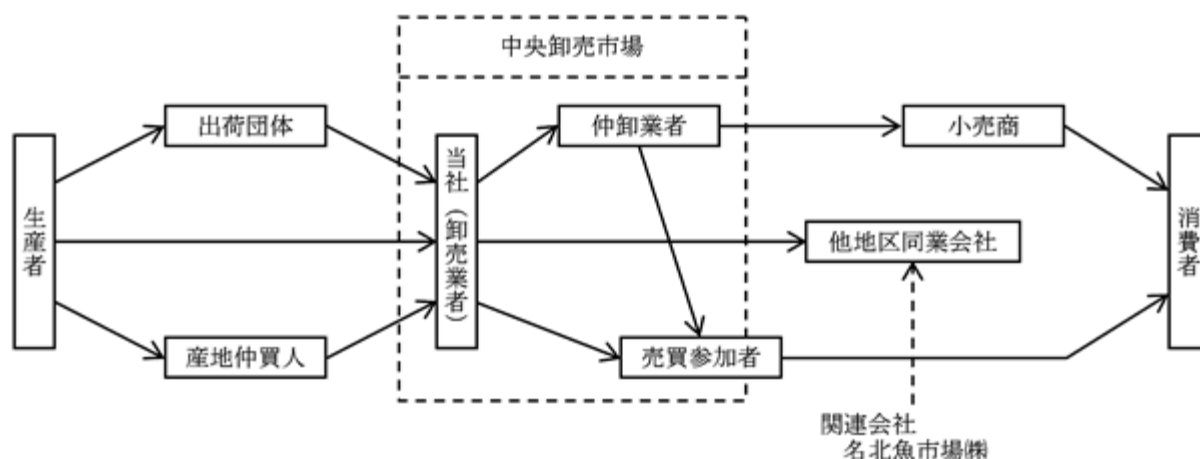 中央卸売市場
出荷団体
仲卸業者
小売商
生産者
当社(卸売業者)
他地区同業会社
消費者
産地仲買人
売買参加者
関連会社
名北魚市場㈱